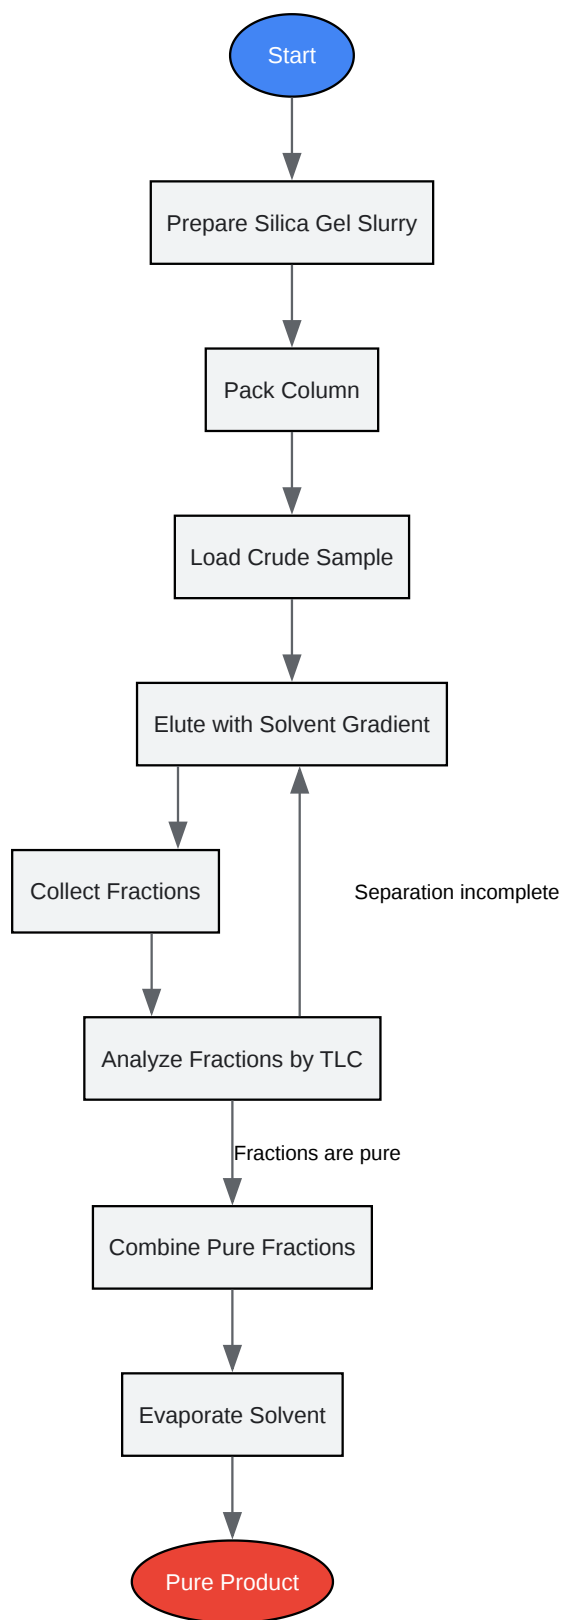 Start
Prepare Silica Gel Slurry
Pack Column
Load Crude Sample
Elute with Solvent Gradient
Collect Fractions
Separation incomplete
Analyze Fractions by TLC
Fractions are pure
Combine Pure Fractions
Evaporate Solvent
Pure Product